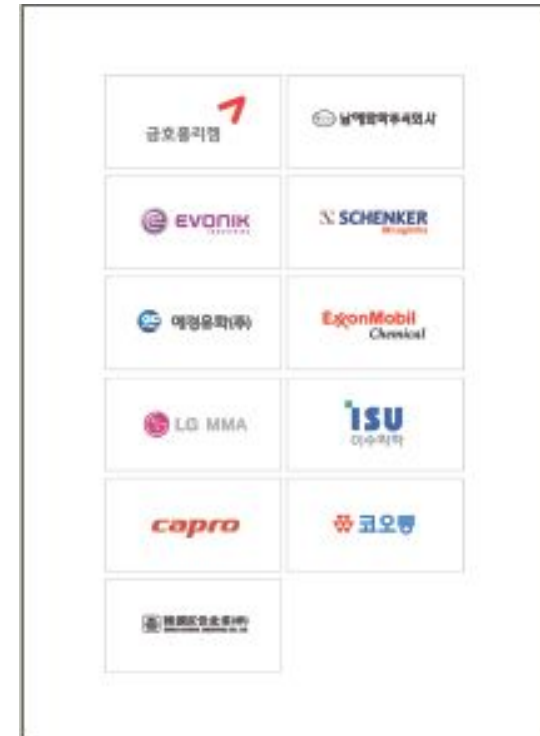 금호폴리켐
남해화학주식회사
EVONIK
INDUSTRIES
SCHENKER
애경유화(주)
ExxonMobil
Chemical
LG MMA
ISU
이수화학
capro
코오롱